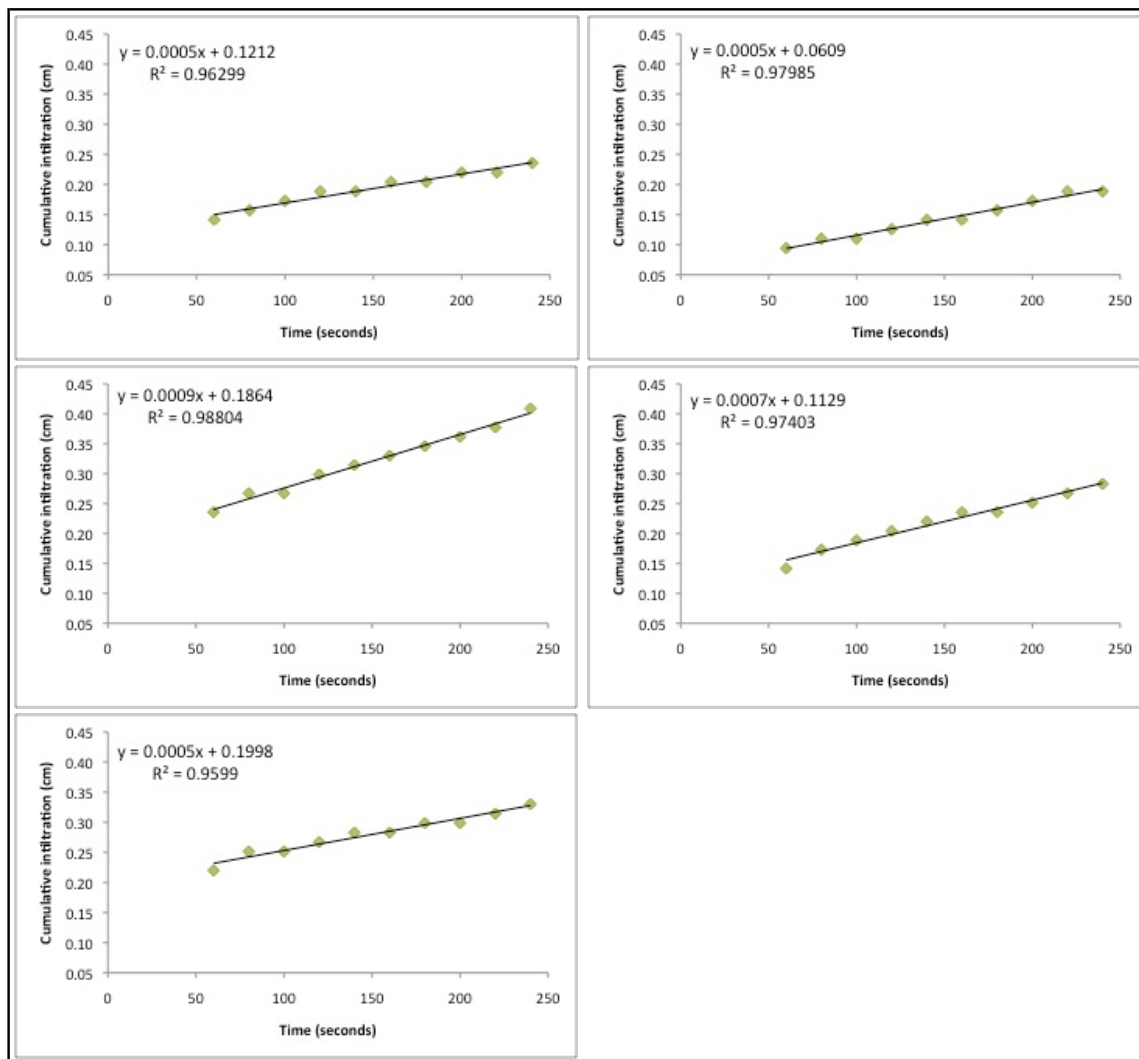 y = 0.0005x + 0.1212
R² = 0.96299
Cumulative intiltration (cm)
0.45
0.40
0.35
0.30
0.25
0.20
0.15
0.10
0.05
0 50 100 150 200 250
Time (seconds)
y = 0.0005x + 0.0609
R² = 0.97985
Cumulative intiltration (cm)
0.45
0.40
0.35
0.30
0.25
0.20
0.15
0.10
0.05
0 50 100 150 200 250
Time (seconds)
y = 0.0009x + 0.1864
R² = 0.98804
Cumulative intiltration (cm)
0.45
0.40
0.35
0.30
0.25
0.20
0.15
0.10
0.05
0 50 100 150 200 250
Time (seconds)
y = 0.0007x + 0.1129
R² = 0.97403
Cumulative intiltration (cm)
0.45
0.40
0.35
0.30
0.25
0.20
0.15
0.10
0.05
0 50 100 150 200 250
Time (seconds)
y = 0.0005x + 0.1998
R² = 0.9599
Cumulative intiltration (cm)
0.45
0.40
0.35
0.30
0.25
0.20
0.15
0.10
0.05
0 50 100 150 200 250
Time (seconds)